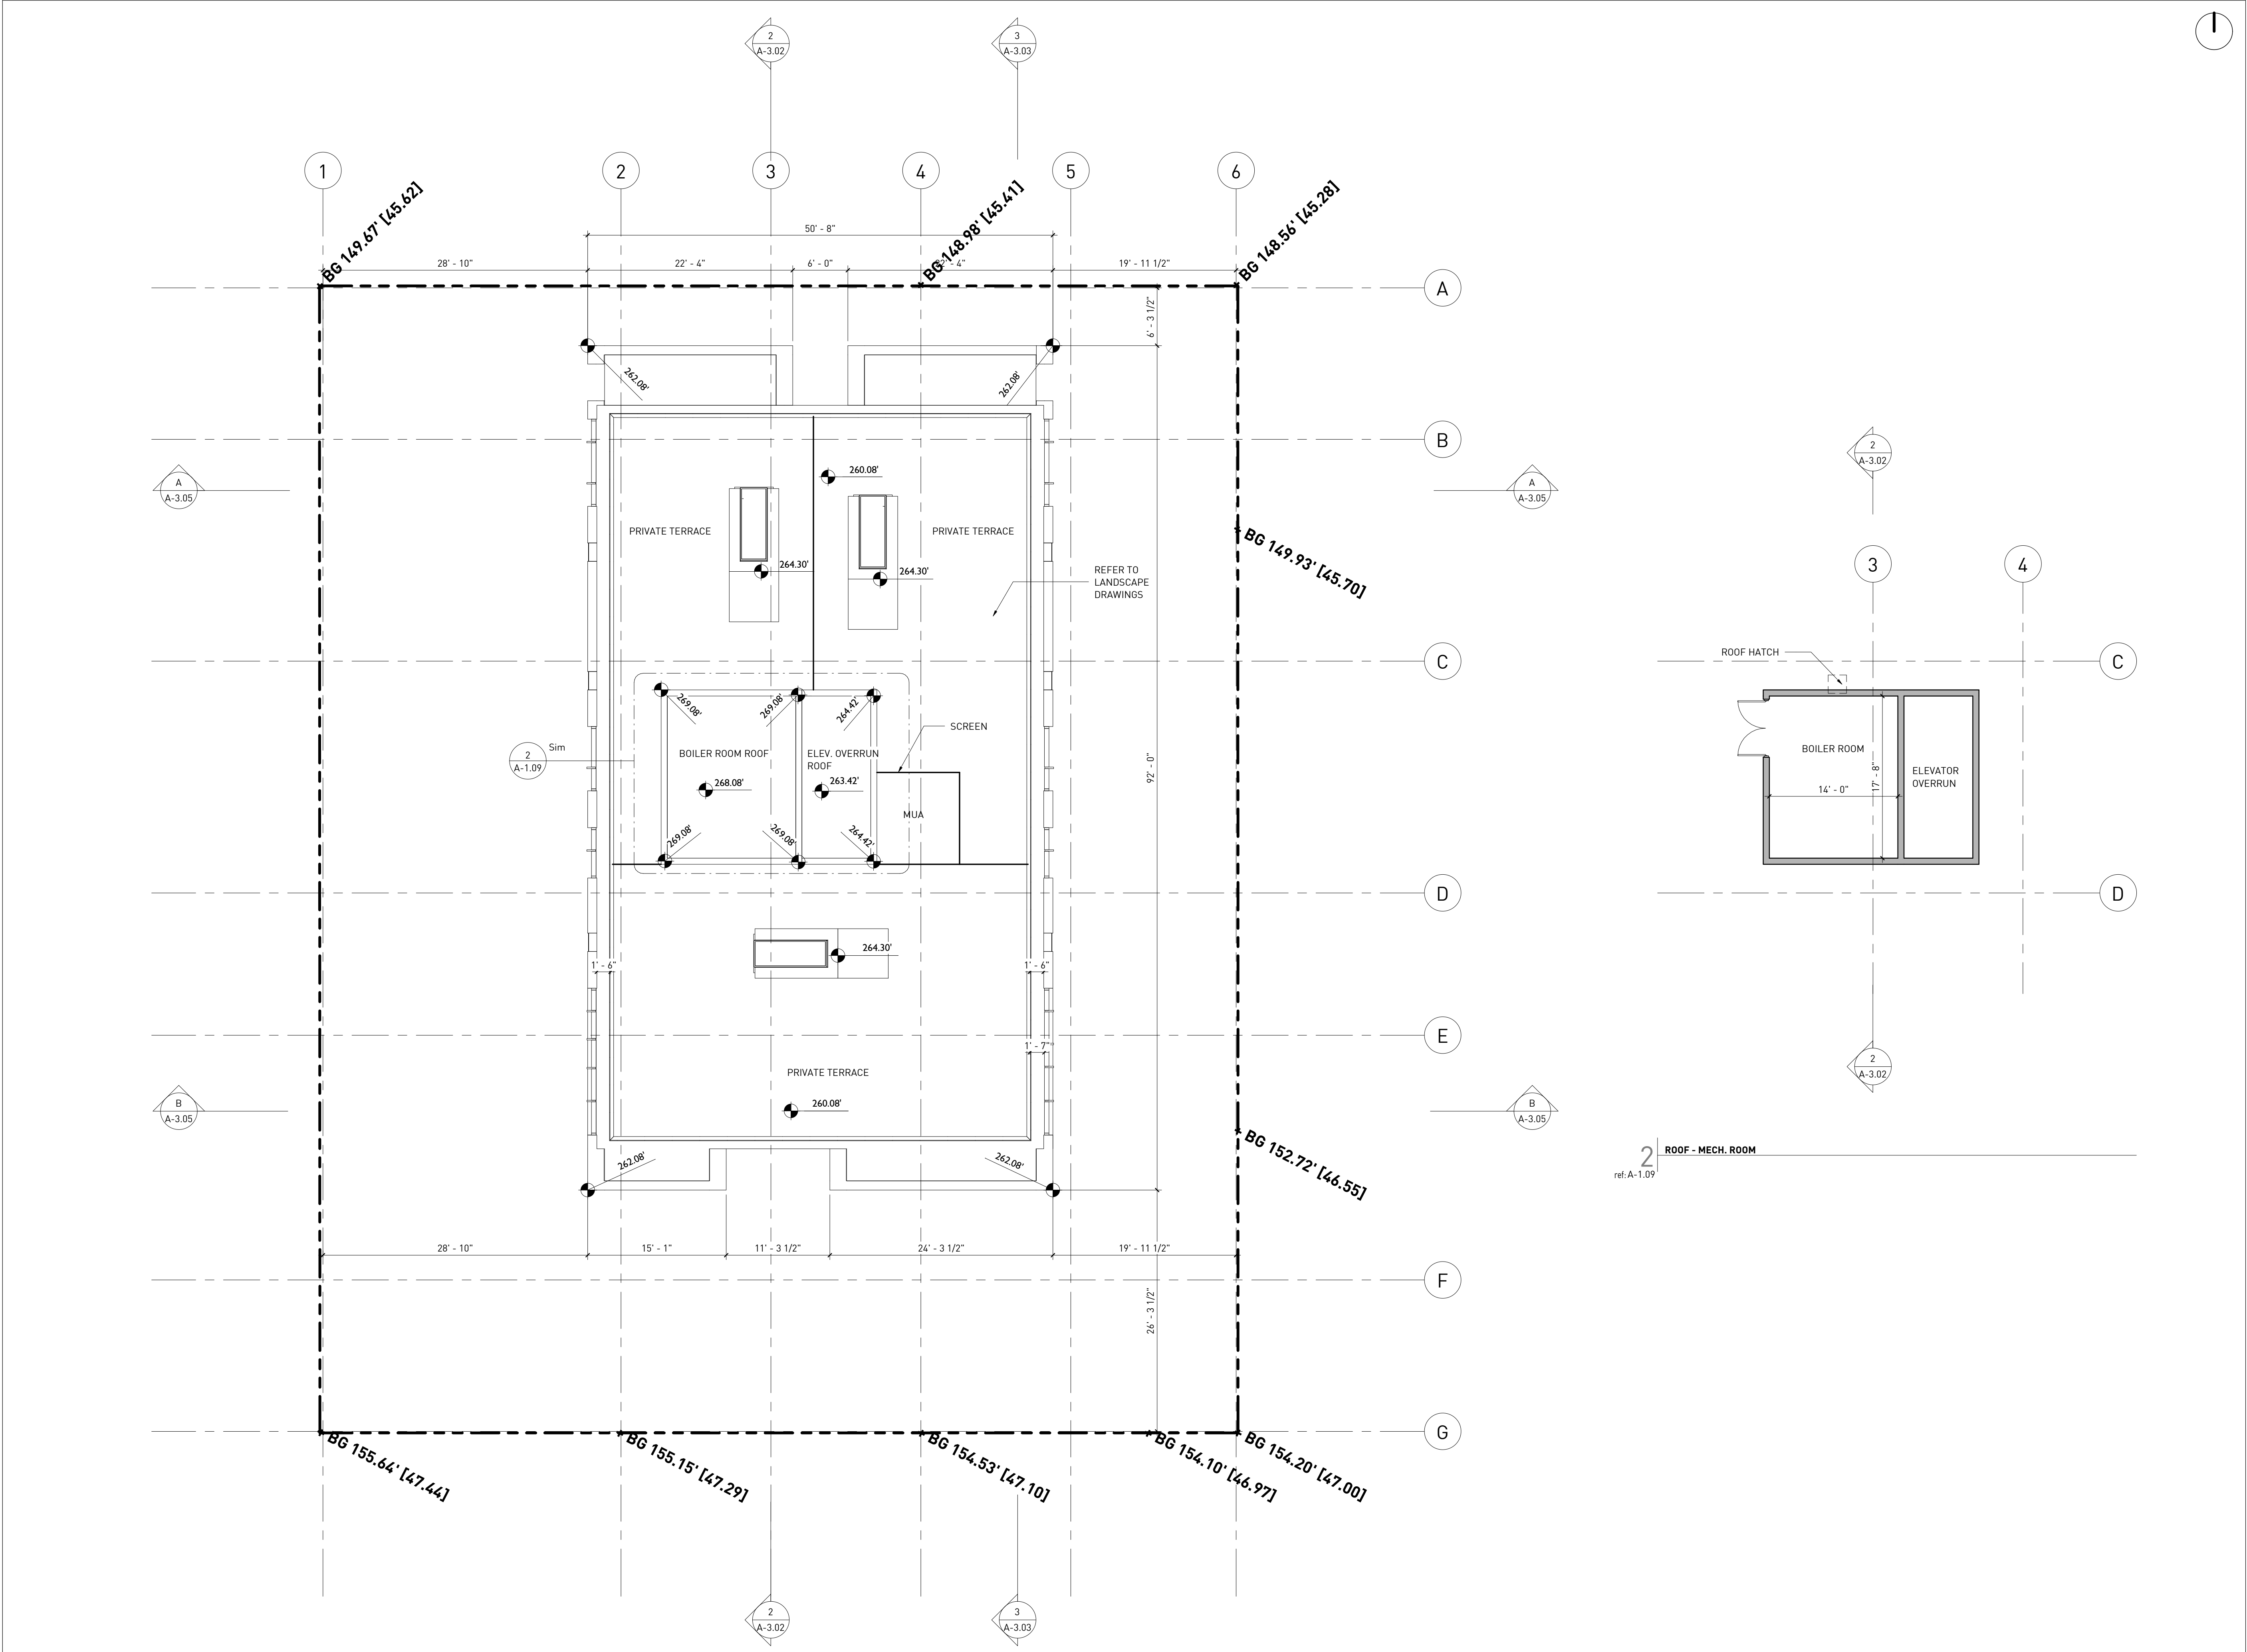 2
A-3.02
3
A-3.03
1
2
3
4
5
6
BG 149.67' [45.62]
BG 148.98' [45.41]
BG 148.56' [45.28]
50' - 8"
28' - 10"
22' - 4"
6' - 0"
19' - 11 1/2"
A
6' - 3 1/2"
262.08'
262.08'
B
2
A-3.02
260.08'
A
A-3.05
A
A-3.05
PRIVATE TERRACE
PRIVATE TERRACE
BG 149.93' [45.70]
264.30'
264.30'
REFER TO
LANDSCAPE
DRAWINGS
3
4
C
ROOF HATCH
C
269.08'
269.08'
264.42'
SCREEN
2
A-1.09
Sim
BOILER ROOM ROOF
ELEV. OVERRUN
ROOF
268.08'
263.42'
92' - 0"
MUA
269.08'
269.08'
264.42'
BOILER ROOM
ELEVATOR
OVERRUN
14' - 0"
17' - 8"
D
D
264.30'
1' - 6"
1' - 6"
E
1' - 7"
PRIVATE TERRACE
2
A-3.02
260.08'
B
A-3.05
B
A-3.05
262.08'
262.08'
BG 152.72' [46.55]
2
ROOF - MECH. ROOM
ref: A-1.09
28' - 10"
15' - 1"
11' - 3 1/2"
24' - 3 1/2"
19' - 11 1/2"
F
26' - 3 1/2"
G
BG 155.64' [47.44]
BG 155.15' [47.29]
BG 154.53' [47.10]
BG 154.10' [46.97]
BG 154.20' [47.00]
2
A-3.02
3
A-3.03